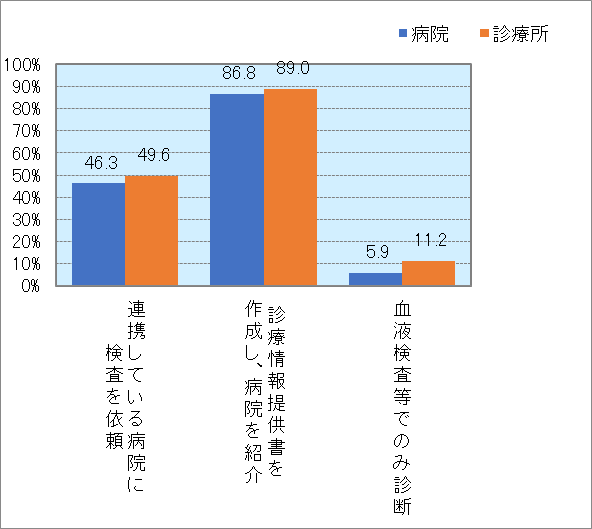 病院
診療所
100%
90%
80%
70%
60%
50%
40%
30%
20%
10%
0%
46.3
49.6
86.8
89.0
5.9
11.2
連携している病院に
検査を依頼
診療情報提供書を
作成し、病院を紹介
血液検査等でのみ診断